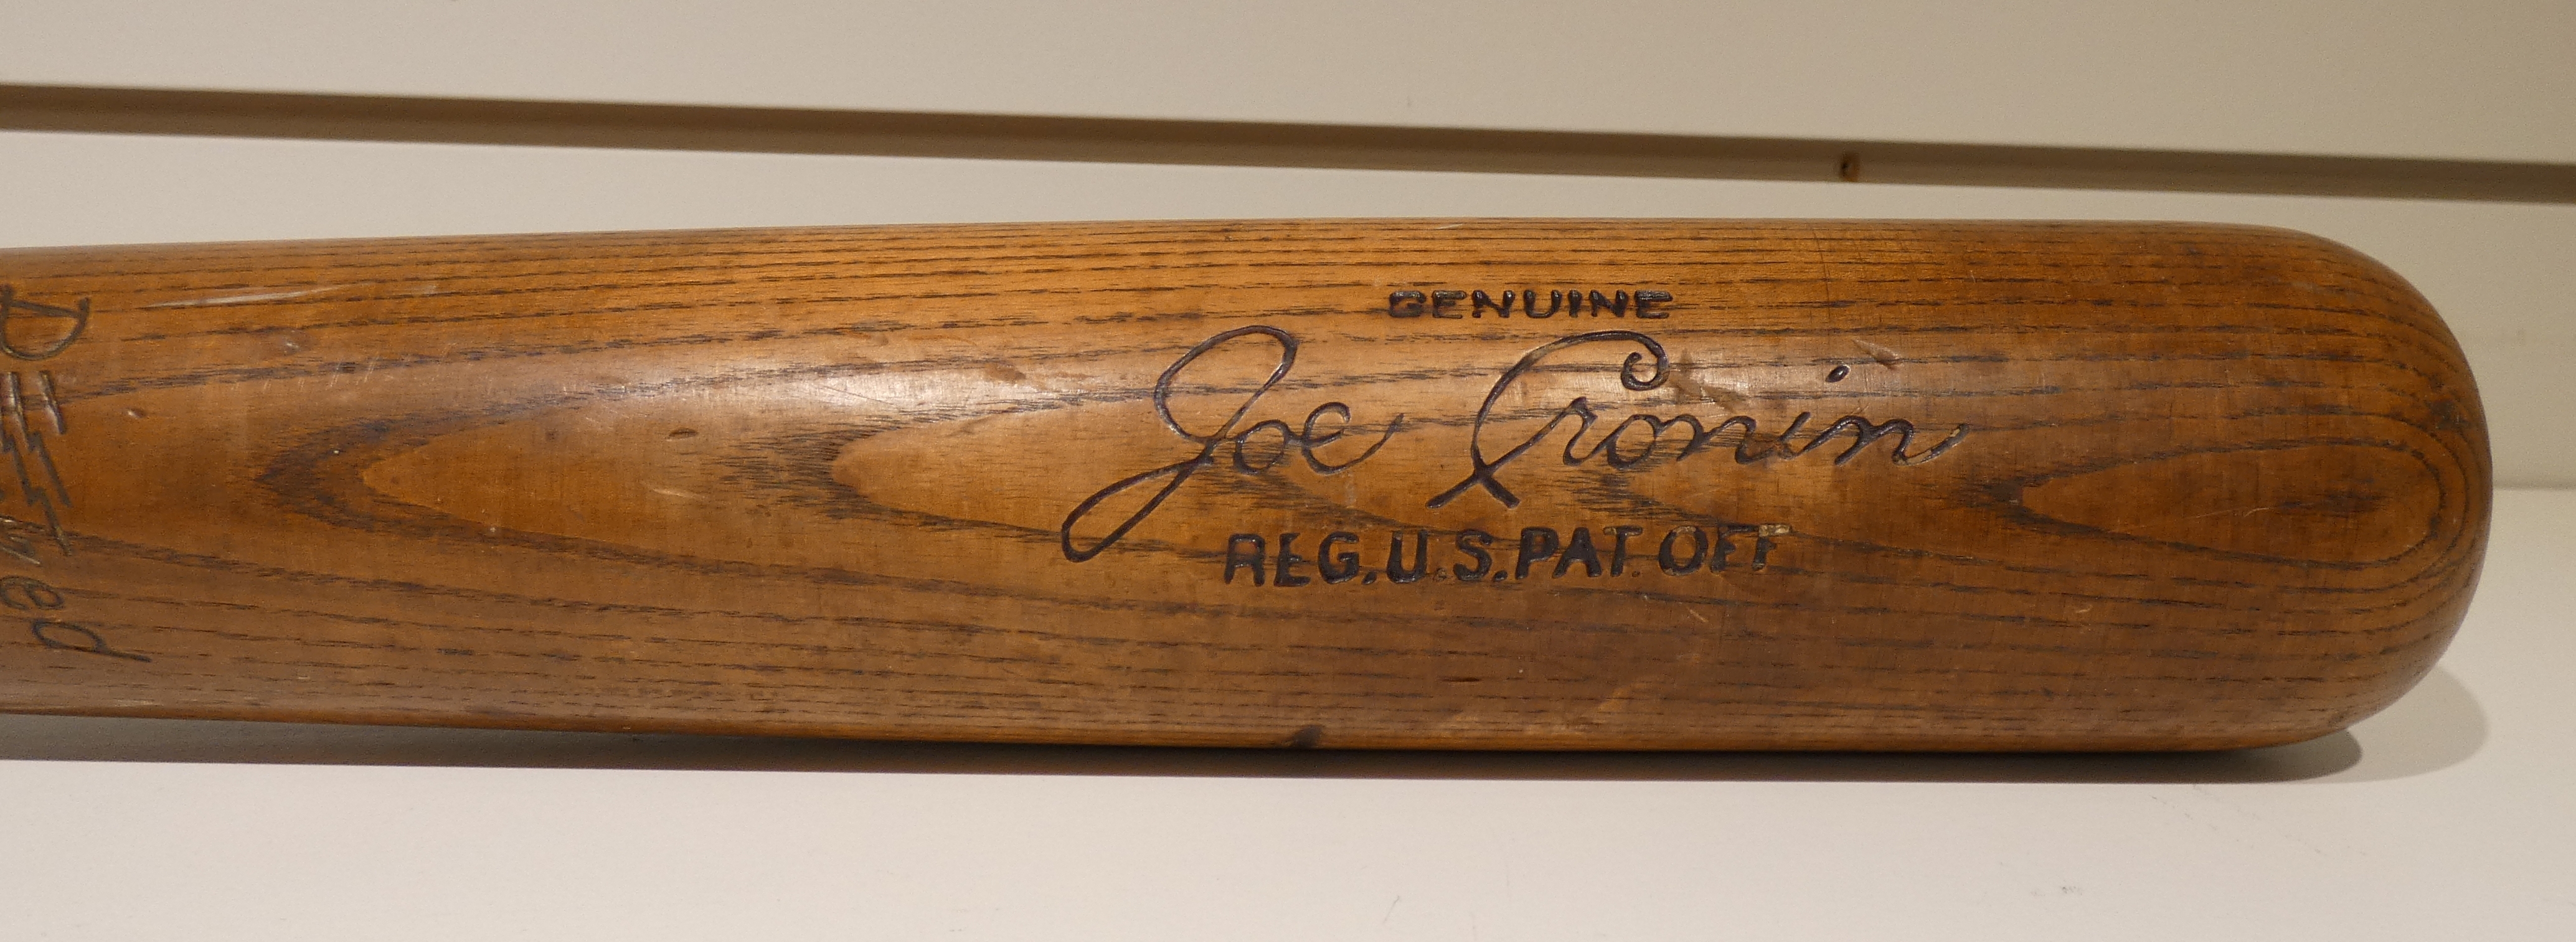 GENUINE
Joe Cronin
REG.U.S.PAT.OFF